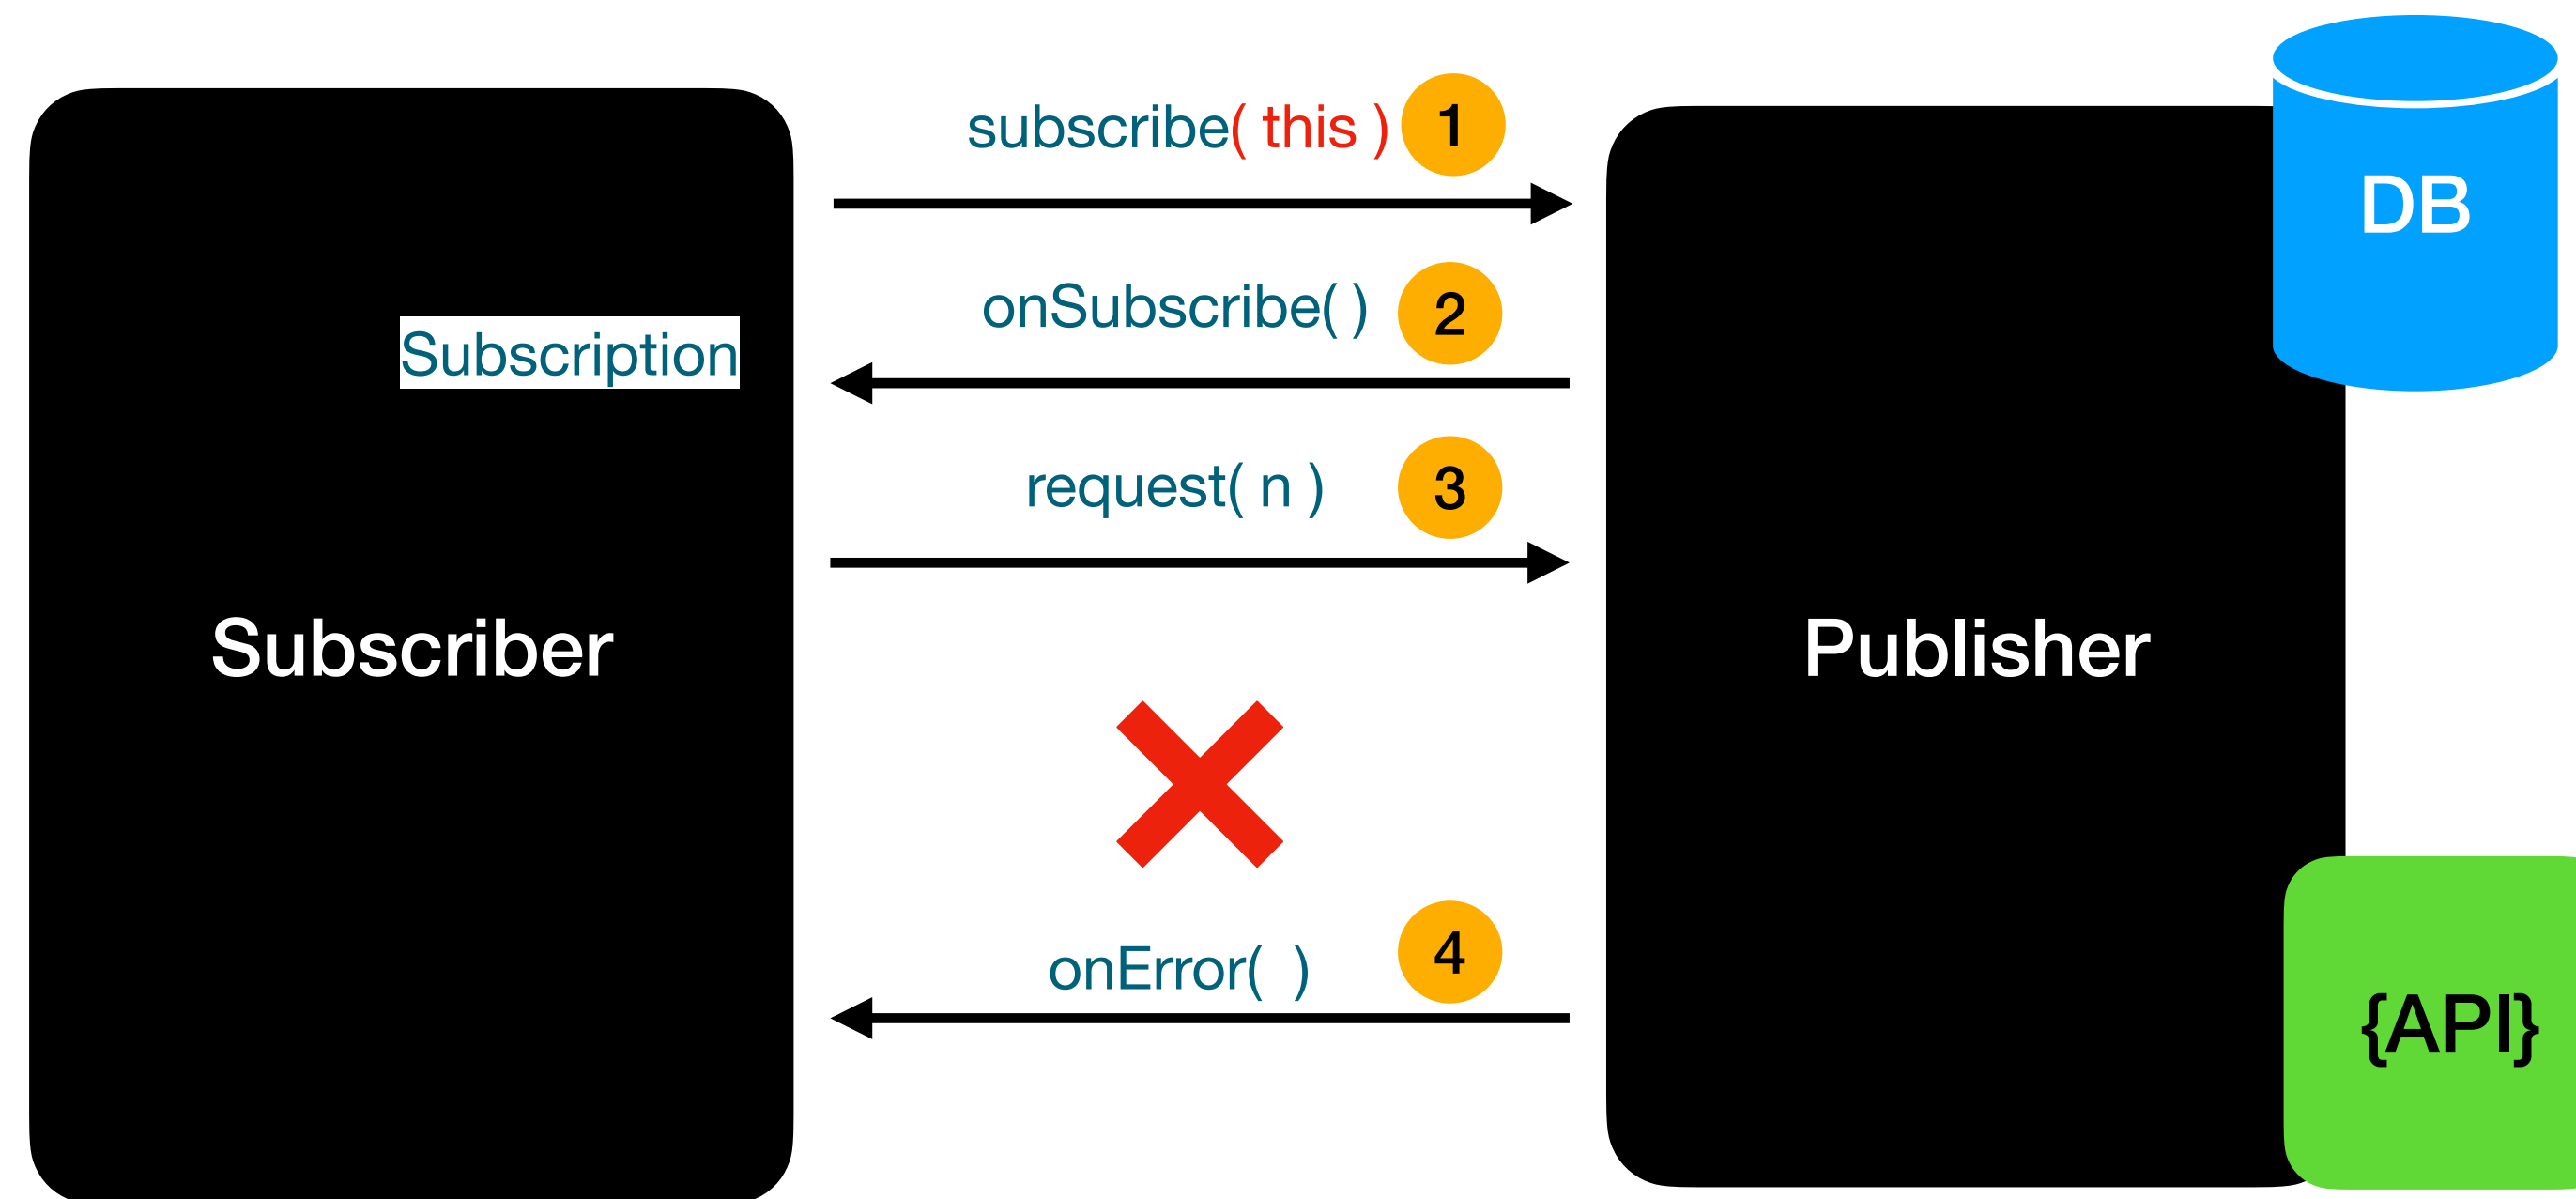 subscribe( this ) 1
DB
onSubscribe( ) 2
Subscription
request( n ) 3
Subscriber
Publisher
onError(  ) 4
{API}